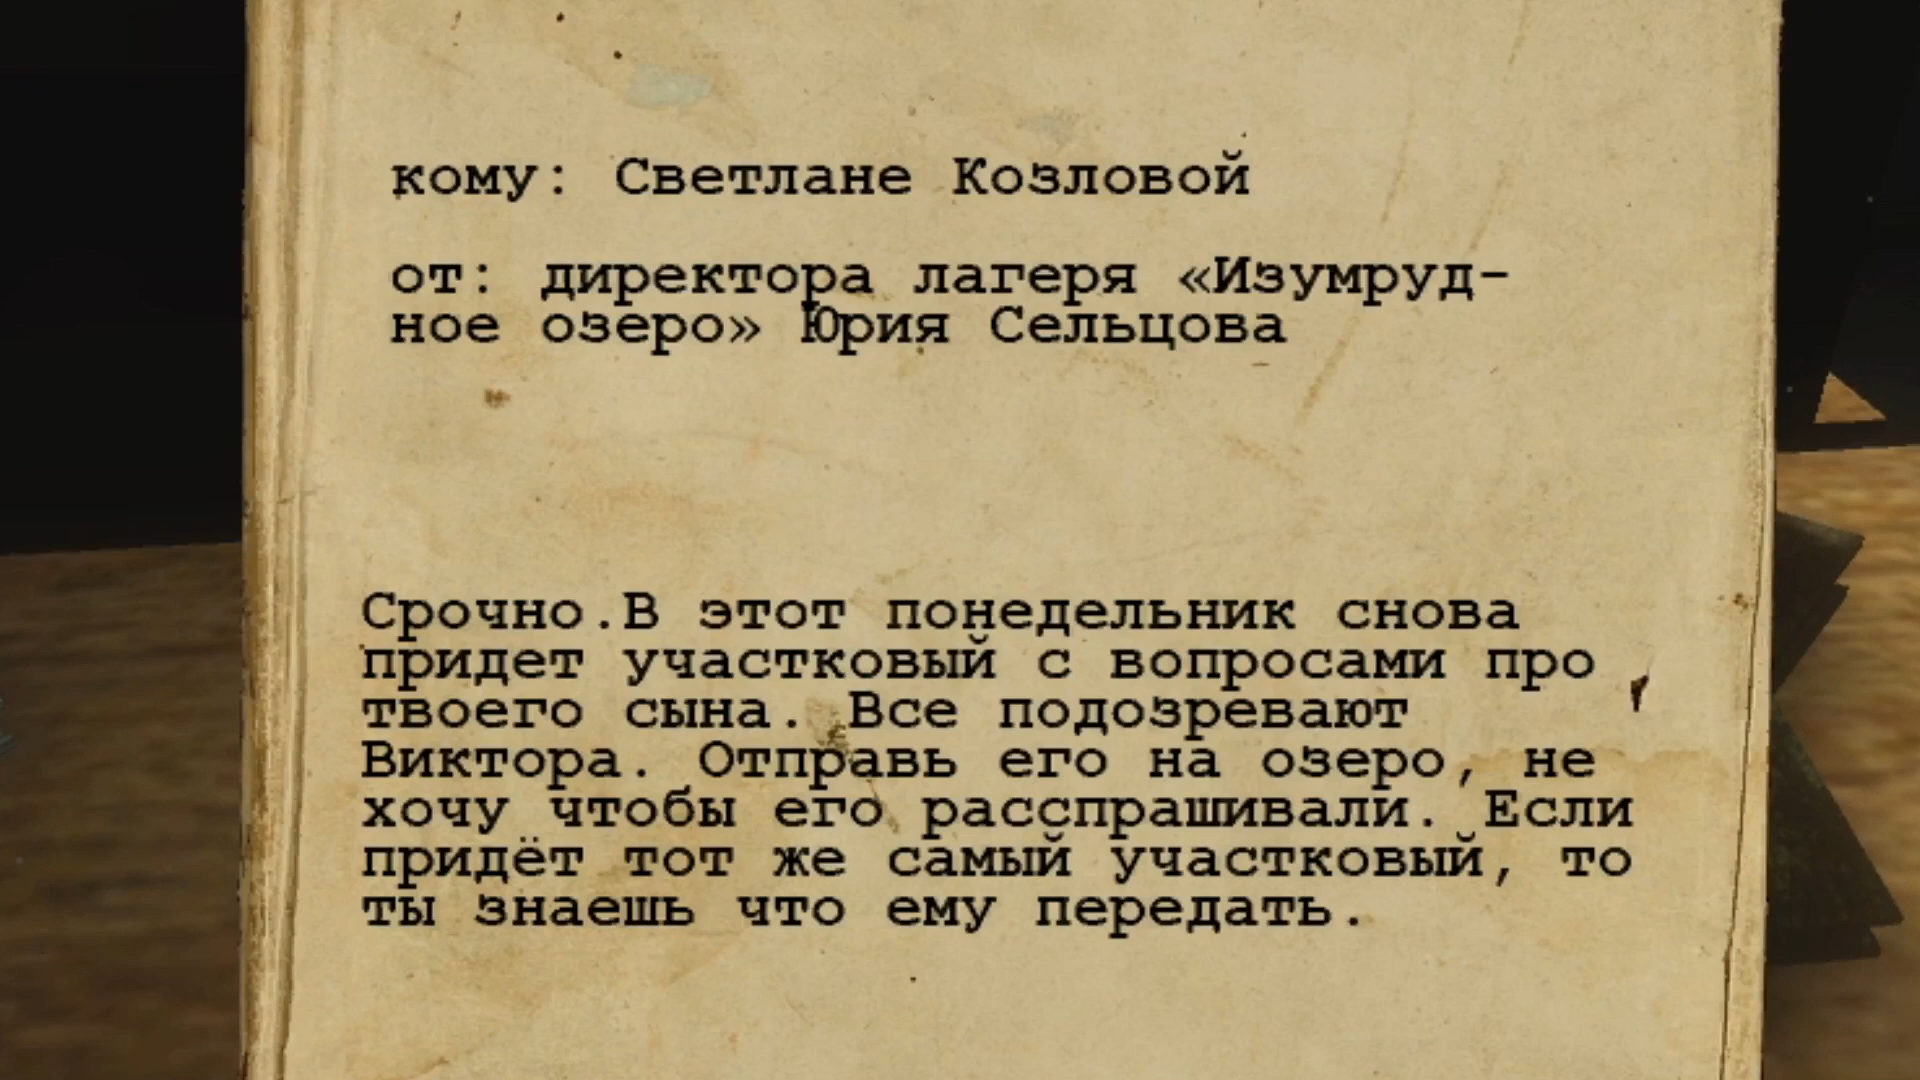 кому: Светлане Козловой
от: директора лагеря «Изумруд-
ное озеро» Юрия Сельцова
Срочно.В этот понедельник снова
придет участковый с вопросами про
твоего сына. Все подозревают
Виктора. Отправь его на озеро, не
хочу чтобы его расспрашивали. Если
придёт тот же самый участковый, то
ты знаешь что ему передать.